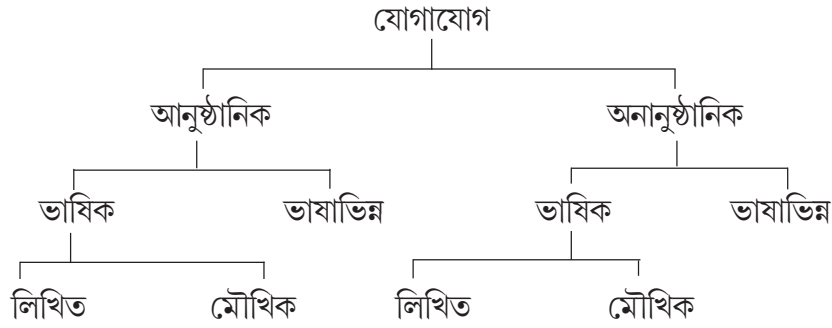 যোগাযোগ
আনুষ্ঠানিক অনানুষ্ঠানিক
ভাষিক ভাষাভিন্ন ভাষিক ভাষাভিন্ন
লিখিত মৌখিক লিখিত মৌখিক